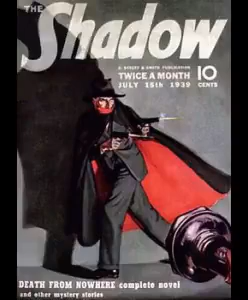 THE
Shadow
A STREET & SMITH PUBLICATION
TWICE A MONTH
JULY 15th 1939
10
CENTS
DEATH FROM NOWHERE complete novel
and other mystery stories